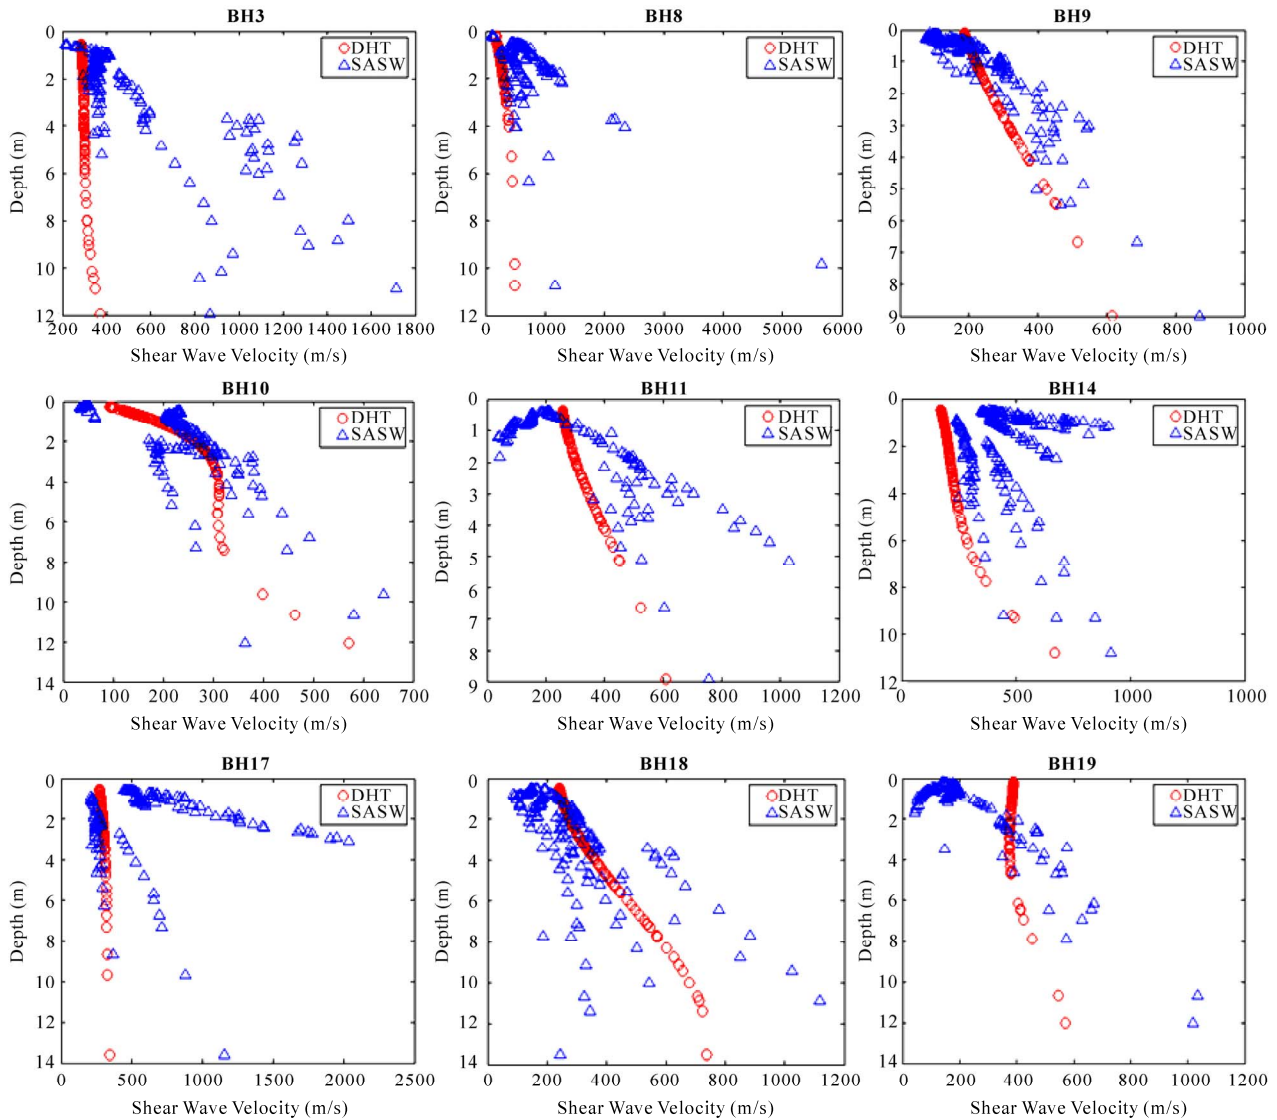 BH3
BH8
BH9
0
2
4
6
8
10
12
200 400 600 800 1000 1200 1400 1600 1800
Depth (m)
Shear Wave Velocity (m/s)
DHT
SASW
0
2
4
6
8
10
12
0 1000 2000 3000 4000 5000 6000
Depth (m)
Shear Wave Velocity (m/s)
DHT
SASW
0
1
2
3
4
5
6
7
8
9
0 200 400 600 800 1000
Depth (m)
Shear Wave Velocity (m/s)
DHT
SASW
BH10
BH11
BH14
0
2
4
6
8
10
12
14
0 100 200 300 400 500 600 700
Depth (m)
Shear Wave Velocity (m/s)
DHT
SASW
0
1
2
3
4
5
6
7
8
9
0 200 400 600 800 1000 1200
Depth (m)
Shear Wave Velocity (m/s)
DHT
SASW
0
2
4
6
8
10
12
0 500 1000 1000
Depth (m)
Shear Wave Velocity (m/s)
DHT
SASW
BH17
BH18
BH19
0
2
4
6
8
10
12
14
0 500 1000 1500 2000 2500
Depth (m)
Shear Wave Velocity (m/s)
DHT
SASW
0
2
4
6
8
10
12
14
0 200 400 600 800 1000 1200
Depth (m)
Shear Wave Velocity (m/s)
DHT
SASW
0
2
4
6
8
10
12
14
0 200 400 600 800 1000 1200
Depth (m)
Shear Wave Velocity (m/s)
DHT
SASW